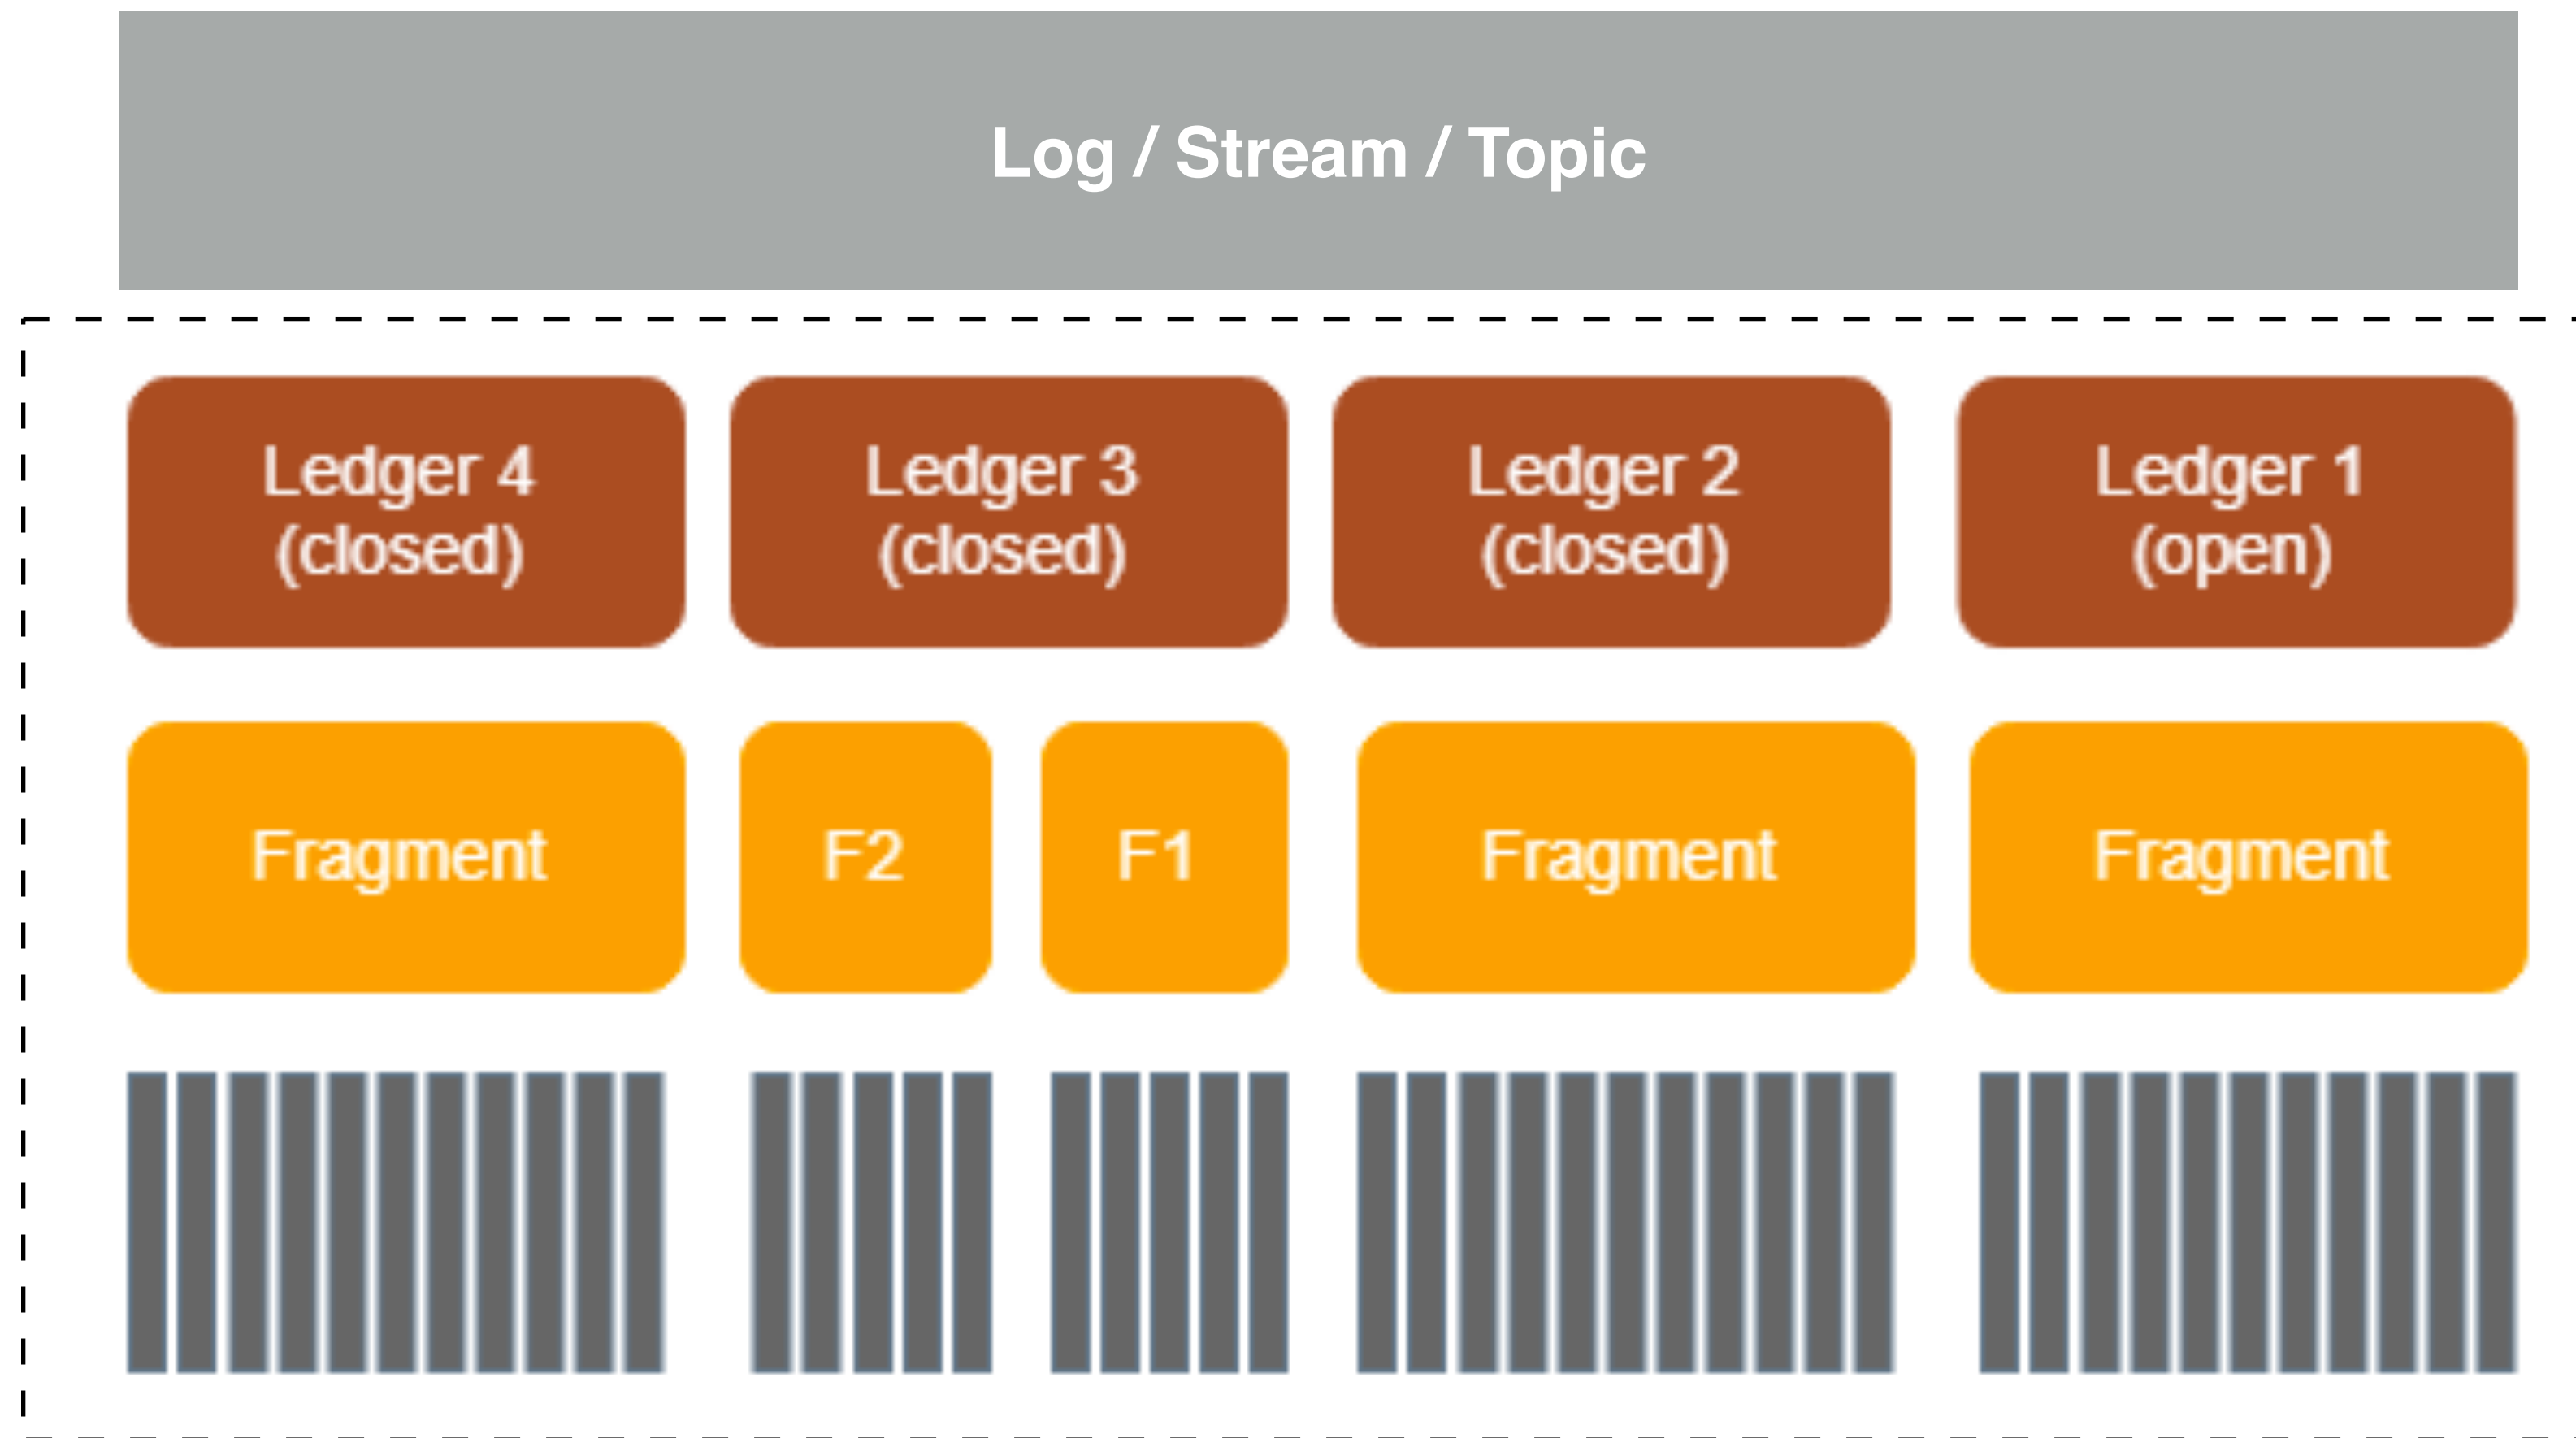 Log / Stream / Topic
Ledger 4
(closed)
Ledger 3
(closed)
Ledger 2
(closed)
Ledger 1
(open)
Fragment
F2
F1
Fragment
Fragment